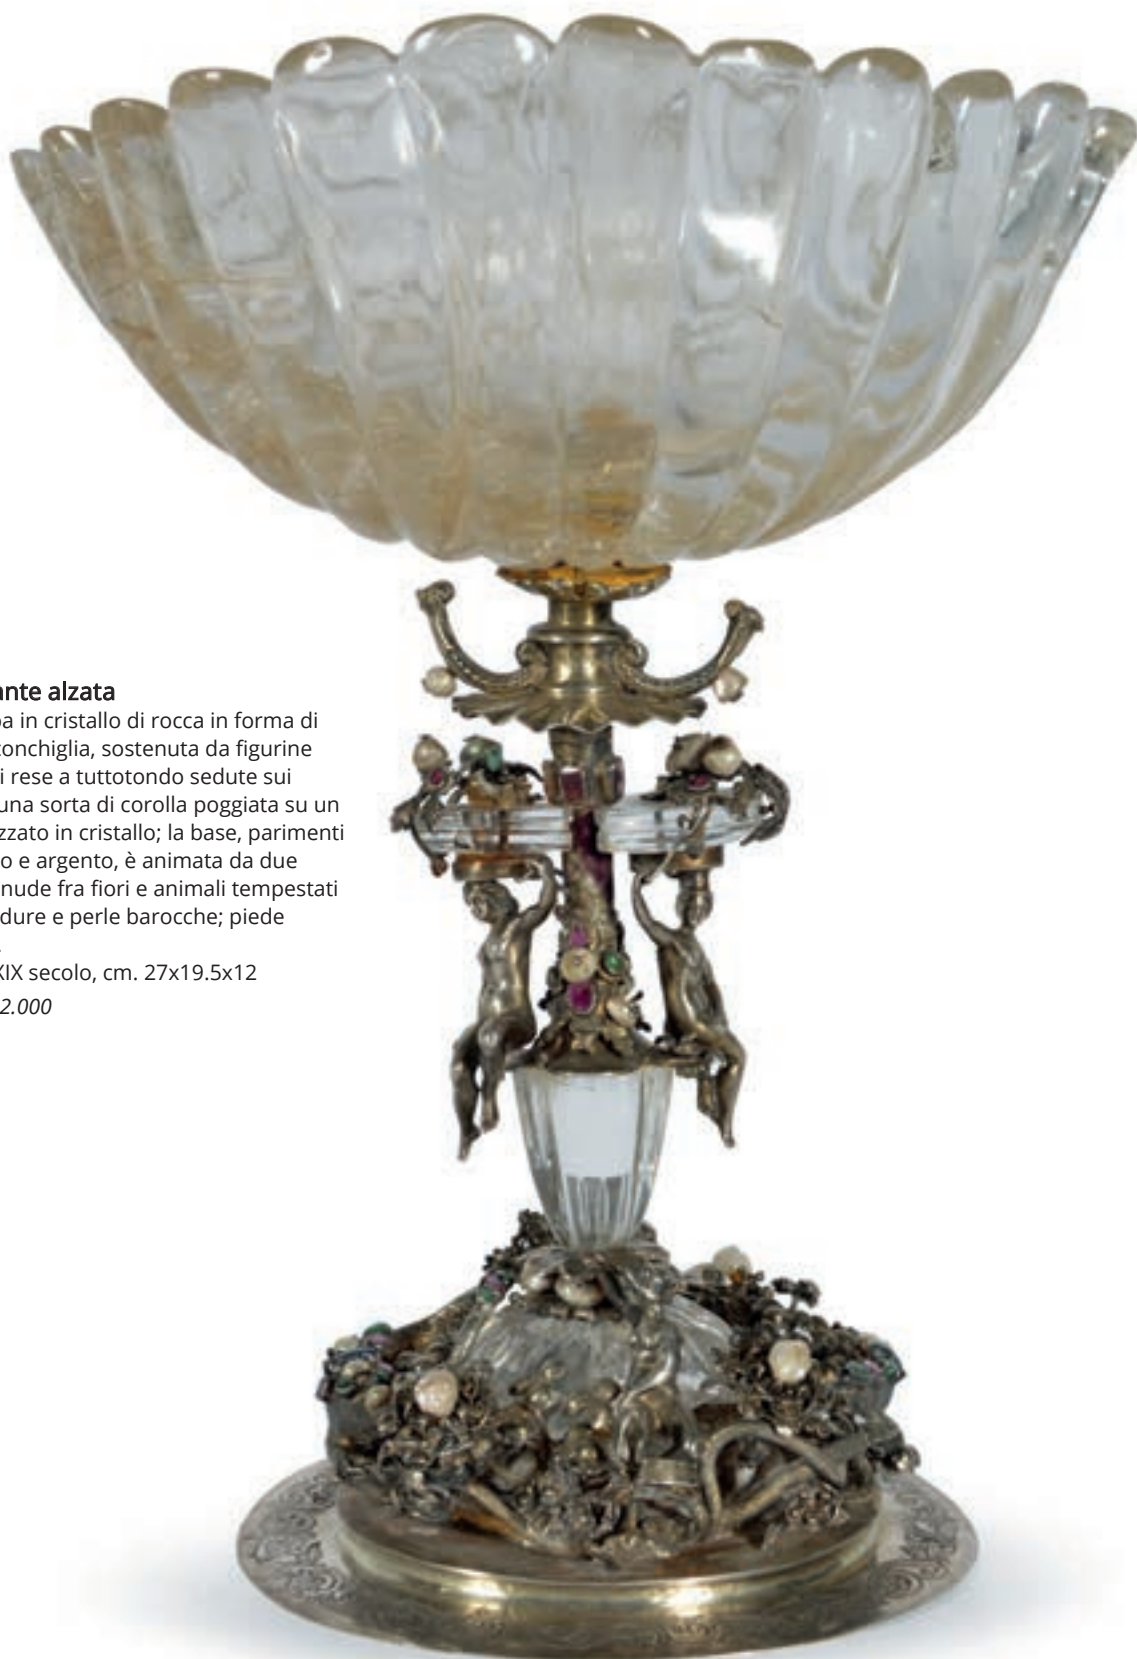 alzata
in cristallo di rocca in forma di
conchiglia, sostenuta da figurine
rese a tuttotondo sedute sui
una sorta di corolla poggiata su un
in cristallo; la base, parimenti
e argento, è animata da due
nude fra fiori e animali tempestati
dure e perle barocche; piede
XIX secolo, cm. 27x19.5x12
2.000